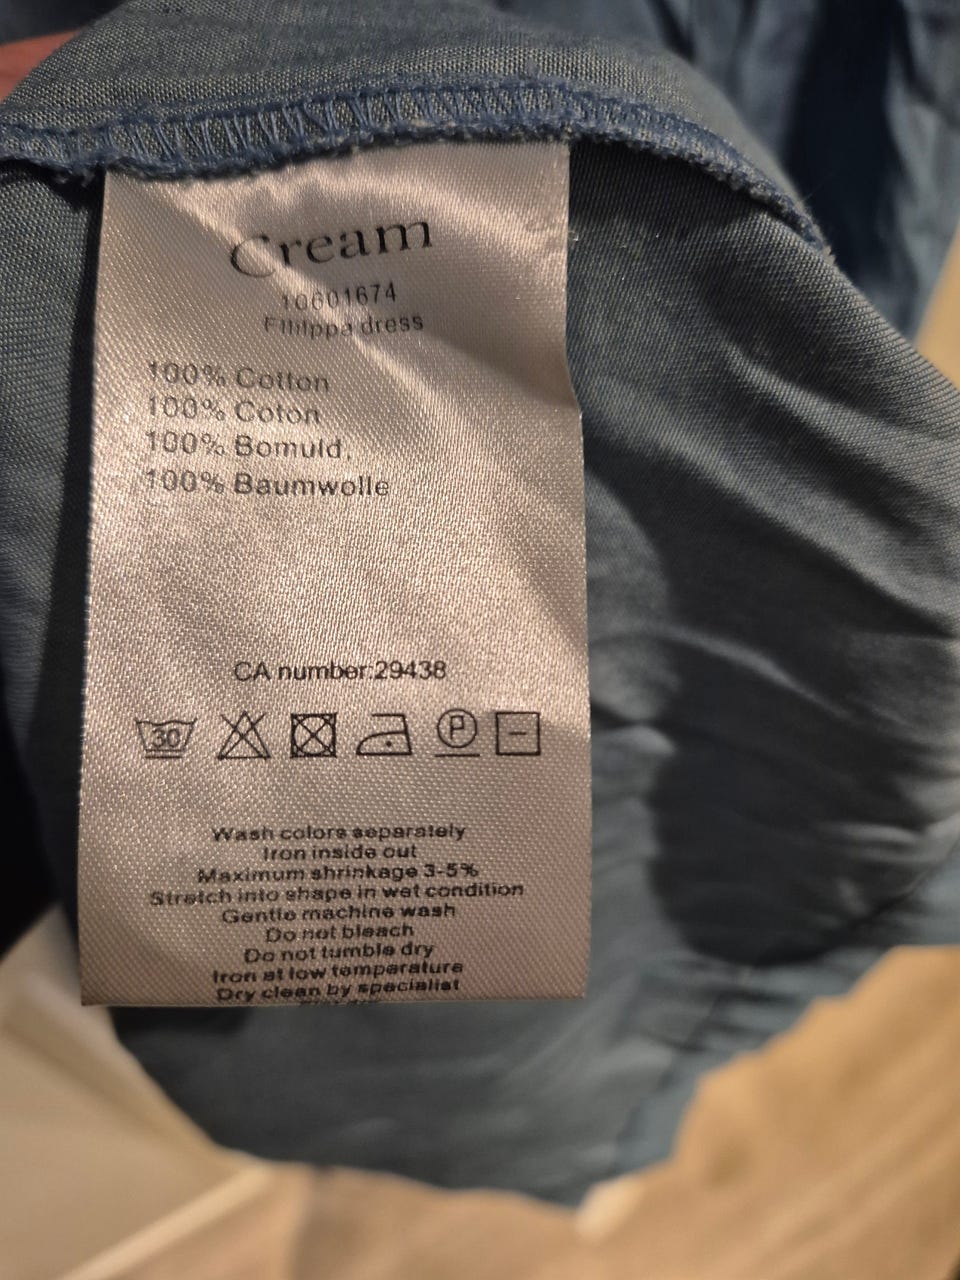 Cream
10601674
Fllilppa dress
100% Cotton
100% Coton
100% Bomuld,
100% Baumwolle
CA number:29438
30
P
Wash colors separately
Iron inside out
Maximum shrinkage 3-5%
Stretch into shape in wet condition
Gentle machine wash
Do not bleach
Do not tumble dry
Iron at low temperature
Dry clean by specialist